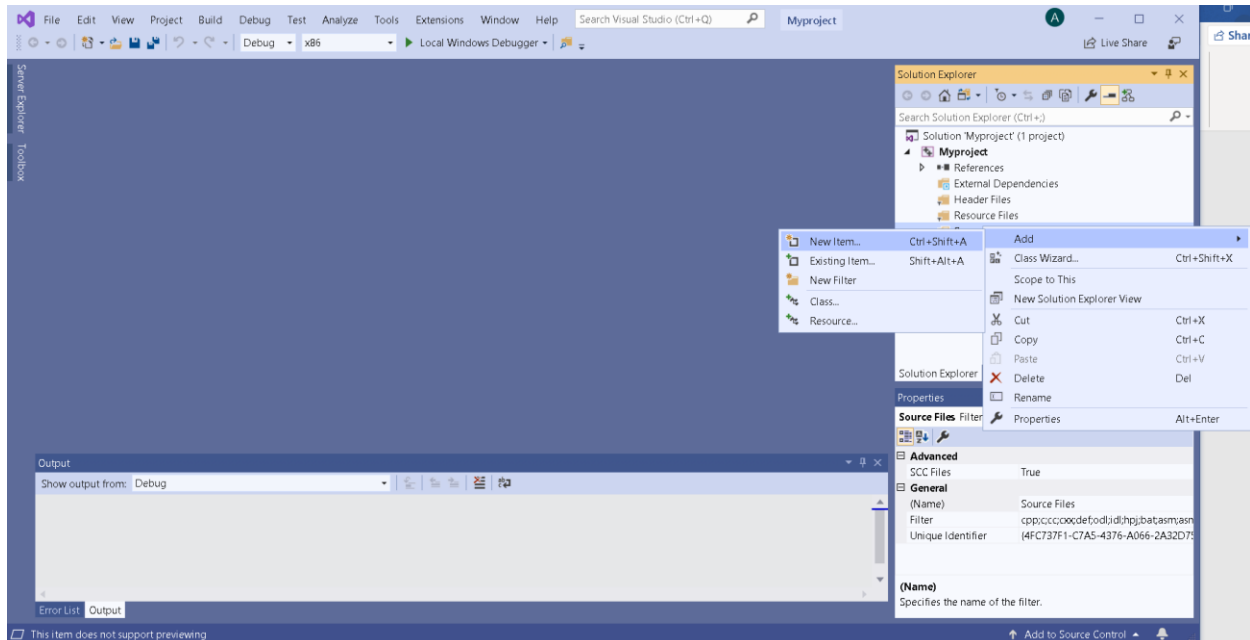 File Edit View Project Build Debug Test Analyze Tools Extensions Window Help Search Visual Studio (Ctrl+Q) Myproject A
Debug x86 Local Windows Debugger Live Share
Server Explorer
Toolbox
Solution Explorer
Search Solution Explorer (Ctrl+;)
Solution 'Myproject' (1 project)
Myproject
References
External Dependencies
Header Files
Resource Files
New Item... Ctrl+Shift+A
Existing Item... Shift+Alt+A
New Filter
Class...
Resource...
Add
Class Wizard... Ctrl+Shift+X
Scope to This
New Solution Explorer View
Cut Ctrl+X
Copy Ctrl+C
Paste Ctrl+V
Delete Del
Rename
Properties Alt+Enter
Solution Explorer
Properties
Source Files Filter
Advanced
SCC Files True
General
(Name) Source Files
Filter
Unique Identifier
(Name)
Specifies the name of the filter.
Output
Show output from: Debug
Error List Output
This item does not support previewing
Add to Source Control